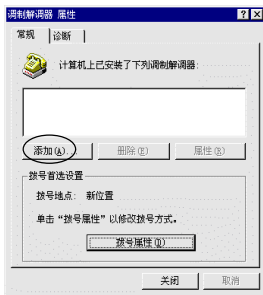 调制解调器 属性
常规 诊断
计算机上已安装了下列调制解调器:
添加(A)... 删除(E) 属性(R)
拨号首选设置
拨号地点: 新位置
单击“拨号属性”以修改拨号方式。
拨号属性(D)
关闭 取消